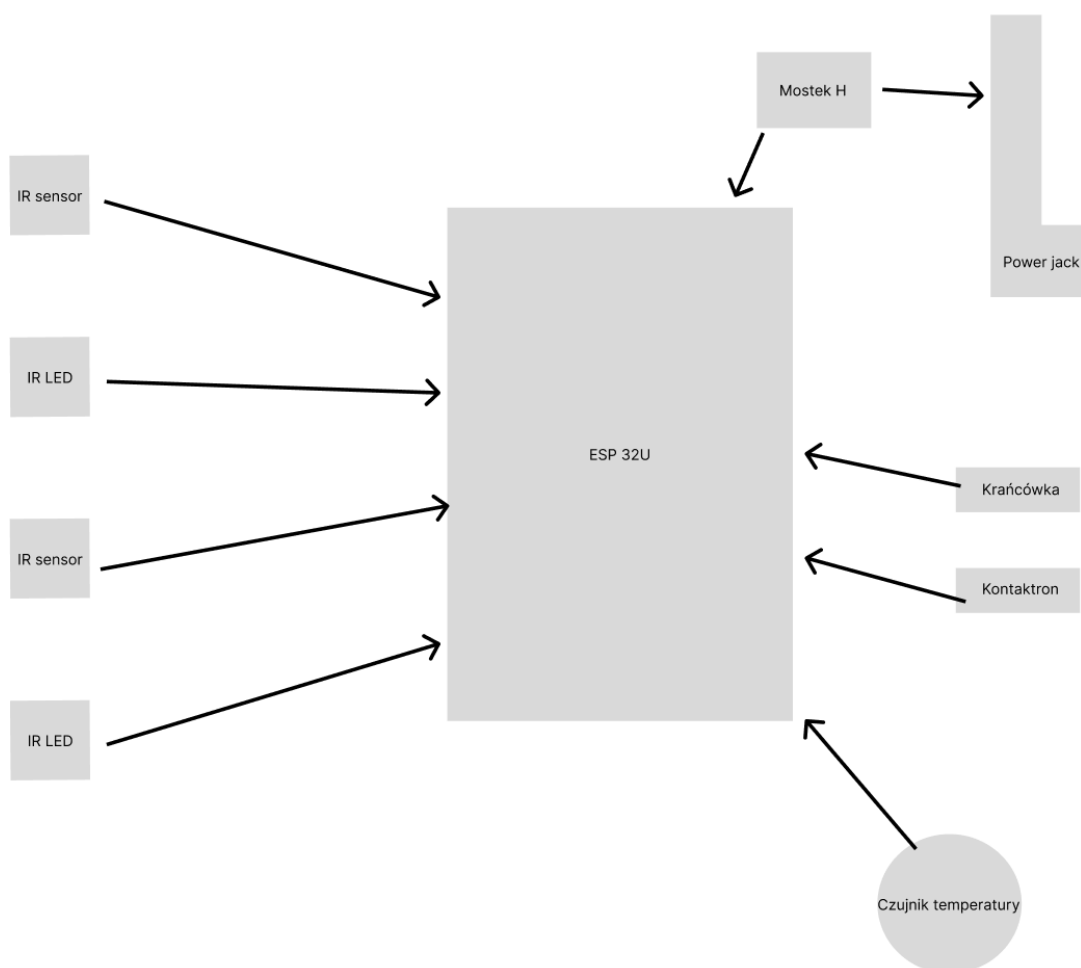 Mostek H
IR sensor
Power jack
IR LED
ESP 32U
Krańcówka
IR sensor
Kontaktron
IR LED
Czujnik temperatury